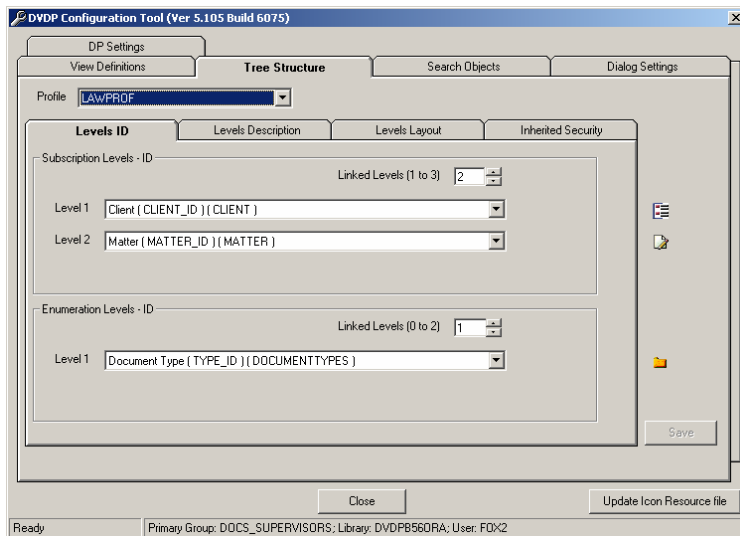 DVDP Configuration Tool (Ver 5.105 Build 6075)
DP Settings
View Definitions Tree Structure Search Objects Dialog Settings
Profile LAWPROF
Levels ID Levels Description Levels Layout Inherited Security
Subscription Levels - ID
Linked Levels (1 to 3) 2
Level 1 Client ( CLIENT_ID ) ( CLIENT )
Level 2 Matter ( MATTER_ID ) ( MATTER )
Enumeration Levels - ID
Linked Levels (0 to 2) 1
Level 1 Document Type ( TYPE_ID ) ( DOCUMENTTYPES )
Save
Close Update Icon Resource file
Ready Primary Group: DOCS_SUPERVISORS; Library: DVDPB560RA; User: FOX2